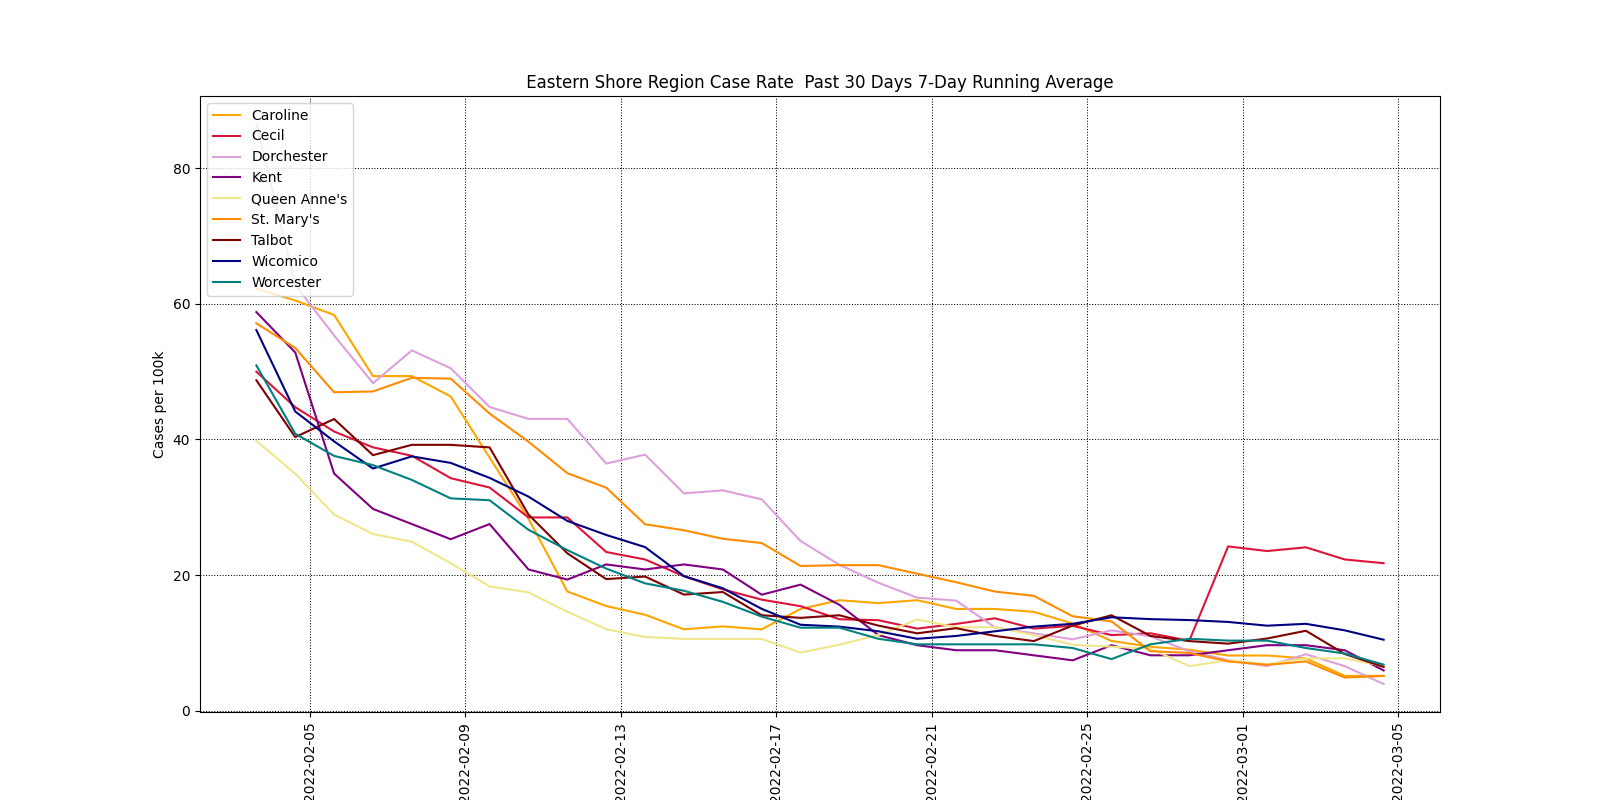 Eastern Shore Region Case Rate  Past 30 Days 7-Day Running Average
Caroline
Cecil
Dorchester
Kent
Queen Anne's
St. Mary's
Talbot
Wicomico
Worcester
Cases per 100k
80
60
40
20
0
2022-02-05
2022-02-09
2022-02-13
2022-02-17
2022-02-21
2022-02-25
2022-03-01
2022-03-05